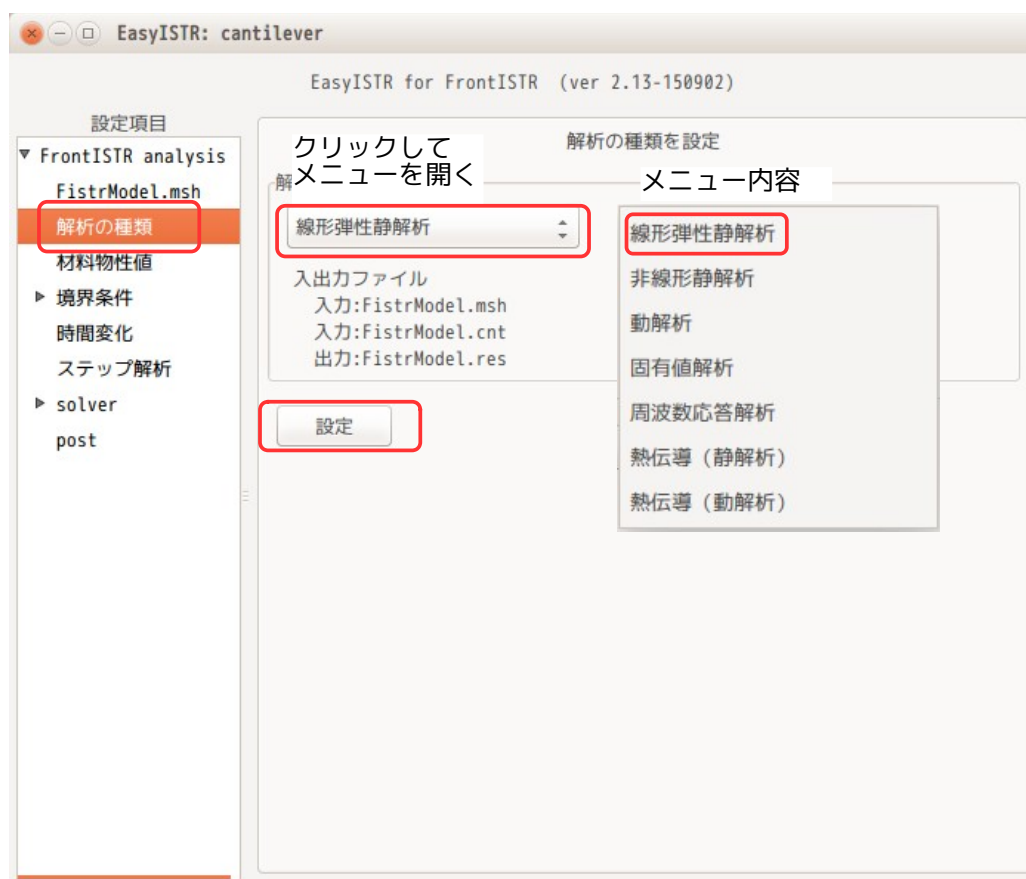 EasyISTR: cantilever
EasyISTR for FrontISTR (ver 2.13-150902)
設定項目
▼ FrontISTR analysis
FistrModel.msh
解析の種類
材料物性値
▶ 境界条件
時間変化
ステップ解析
▶ solver
post
解析の種類を設定
クリックして
メニューを開く
解
線形弾性静解析
入出力ファイル
入力:FistrModel.msh
入力:FistrModel.cnt
出力:FistrModel.res
設定
メニュー内容
線形弾性静解析
非線形静解析
動解析
固有値解析
周波数応答解析
熱伝導 (静解析)
熱伝導 (動解析)